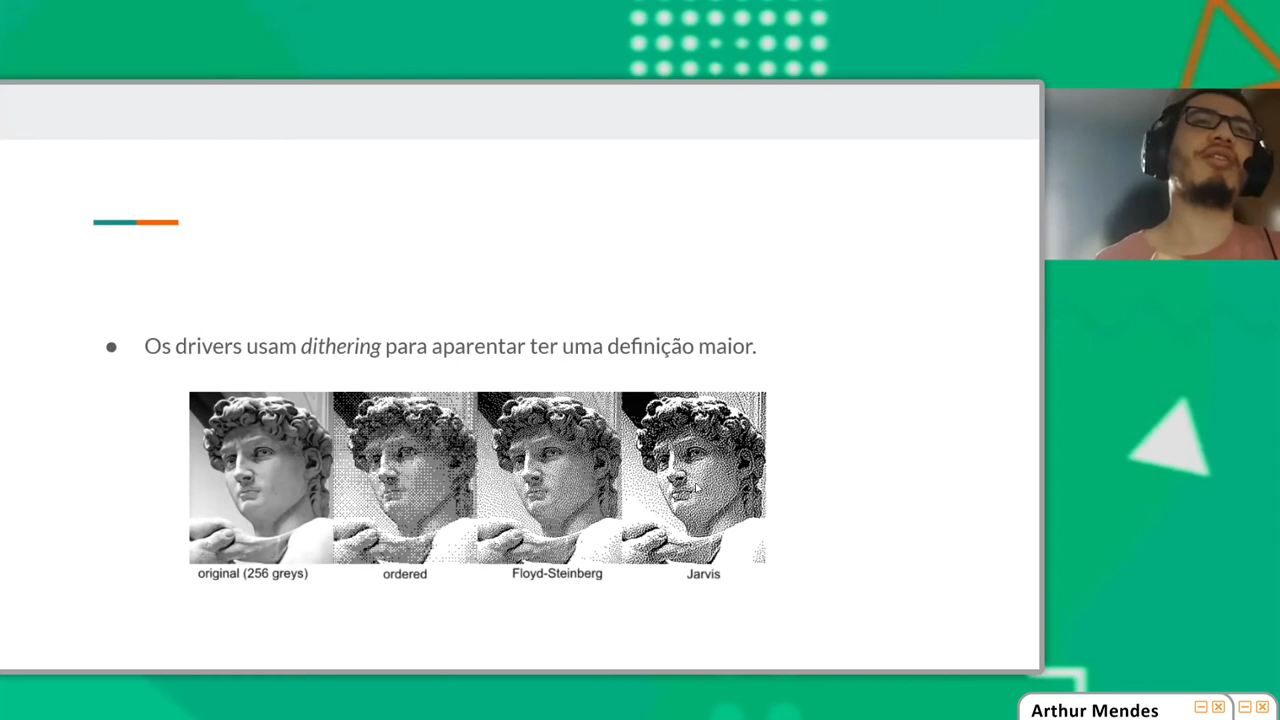 ● Os drivers usam dithering para aparentar ter uma definição maior.
original (256 greys) ordered Floyd-Steinberg Jarvis
Arthur Mendes